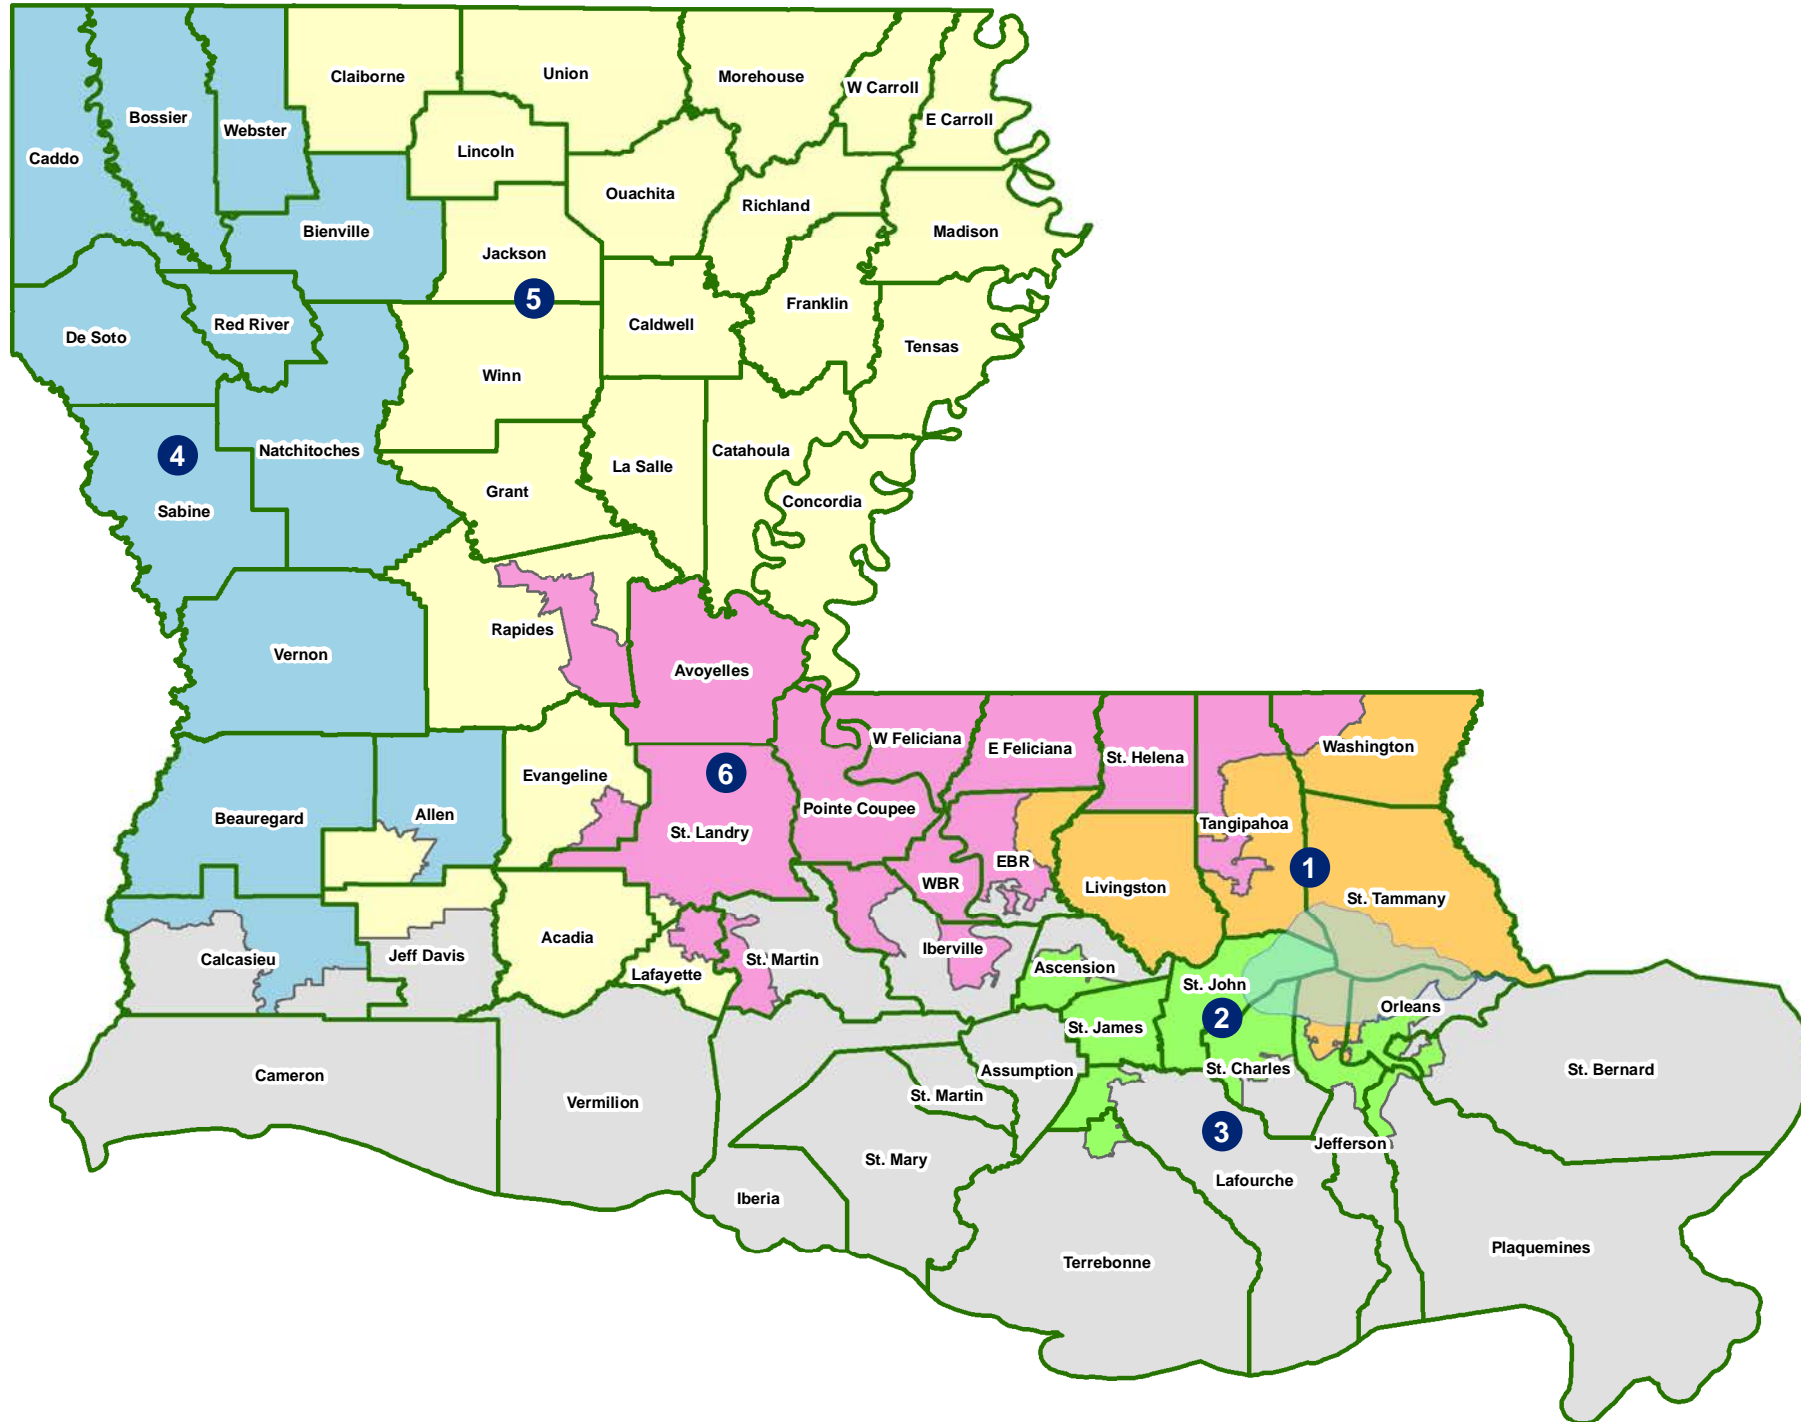 Claiborne
Union
Morehouse
W Carroll
E Carroll
Bossier
Webster
Caddo
Lincoln
Ouachita
Richland
Bienville
Madison
Jackson
5
Franklin
Red River
Caldwell
De Soto
Tensas
Winn
4
Natchitoches
Catahoula
La Salle
Grant
Concordia
Sabine
Rapides
Vernon
Avoyelles
W Feliciana
E Feliciana
Washington
St. Helena
6
Evangeline
Pointe Coupee
Allen
Beauregard
Tangipahoa
St. Landry
EBR
1
WBR
Livingston
St. Tammany
Acadia
Iberville
Jeff Davis
Calcasieu
St. Martin
Ascension
Lafayette
St. John
Orleans
2
St. James
St. Charles
St. Bernard
Assumption
Cameron
St. Martin
Vermilion
3
Jefferson
St. Mary
Lafourche
Iberia
Plaquemines
Terrebonne